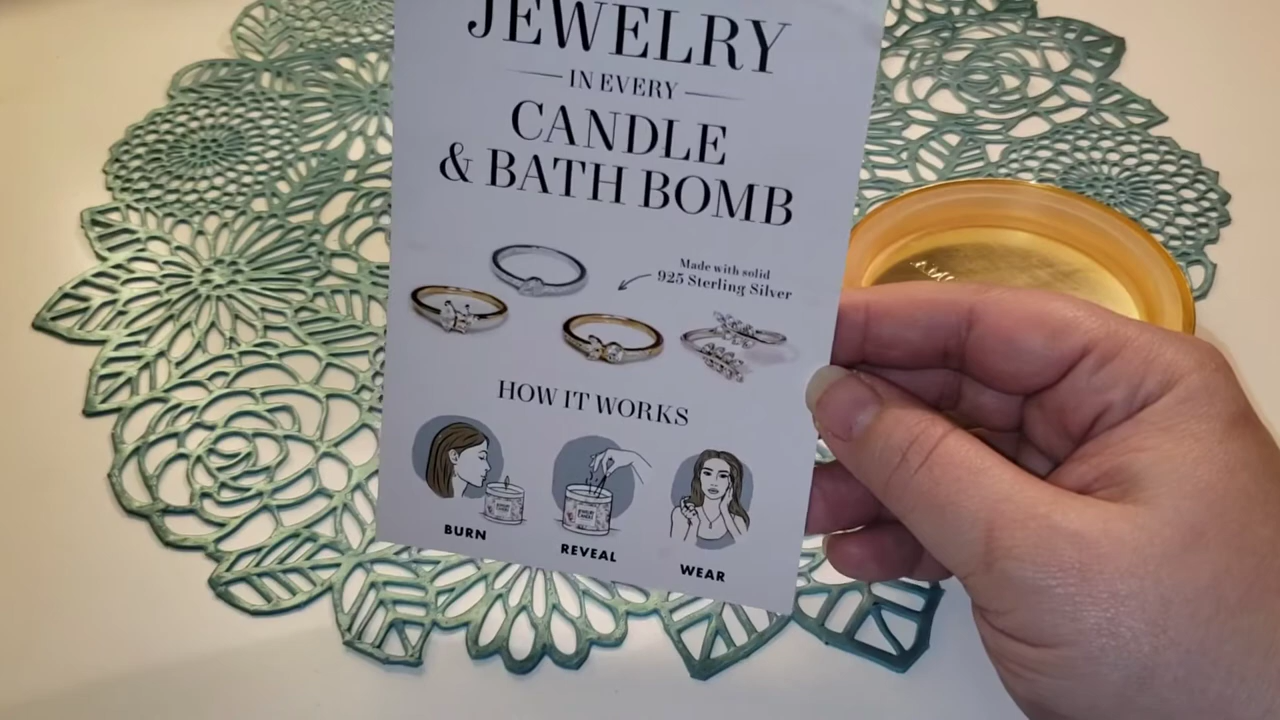 JEWELRY
IN EVERY
CANDLE
& BATH BOMB
Made with solid
925 Sterling Silver
HOW IT WORKS
BURN
REVEAL
WEAR